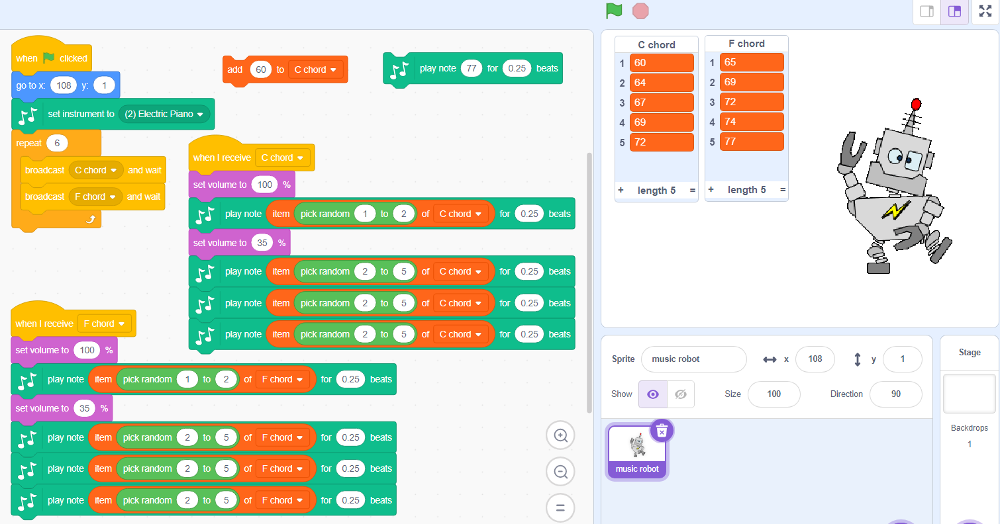 when clicked
go to x: 108 y: 1
set instrument to (2) Electric Piano
repeat 6
broadcast C chord and wait
broadcast F chord and wait
add 60 to C chord
play note 77 for 0.25 beats
when I receive C chord
set volume to 100 %
play note item pick random 1 to 2 of C chord for 0.25 beats
set volume to 35 %
play note item pick random 2 to 5 of C chord for 0.25 beats
play note item pick random 2 to 5 of C chord for 0.25 beats
play note item pick random 2 to 5 of C chord for 0.25 beats
when I receive F chord
set volume to 100 %
play note item pick random 1 to 2 of F chord for 0.25 beats
set volume to 35 %
play note item pick random 2 to 5 of F chord for 0.25 beats
play note item pick random 2 to 5 of F chord for 0.25 beats
play note item pick random 2 to 5 of F chord for 0.25 beats
C chord
1 60
2 64
3 67
4 69
5 72
+ length 5 =
F chord
1 65
2 69
3 72
4 74
5 77
+ length 5 =
Sprite music robot x 108 y 1
Show Size 100 Direction 90
music robot
Stage
Backdrops
1